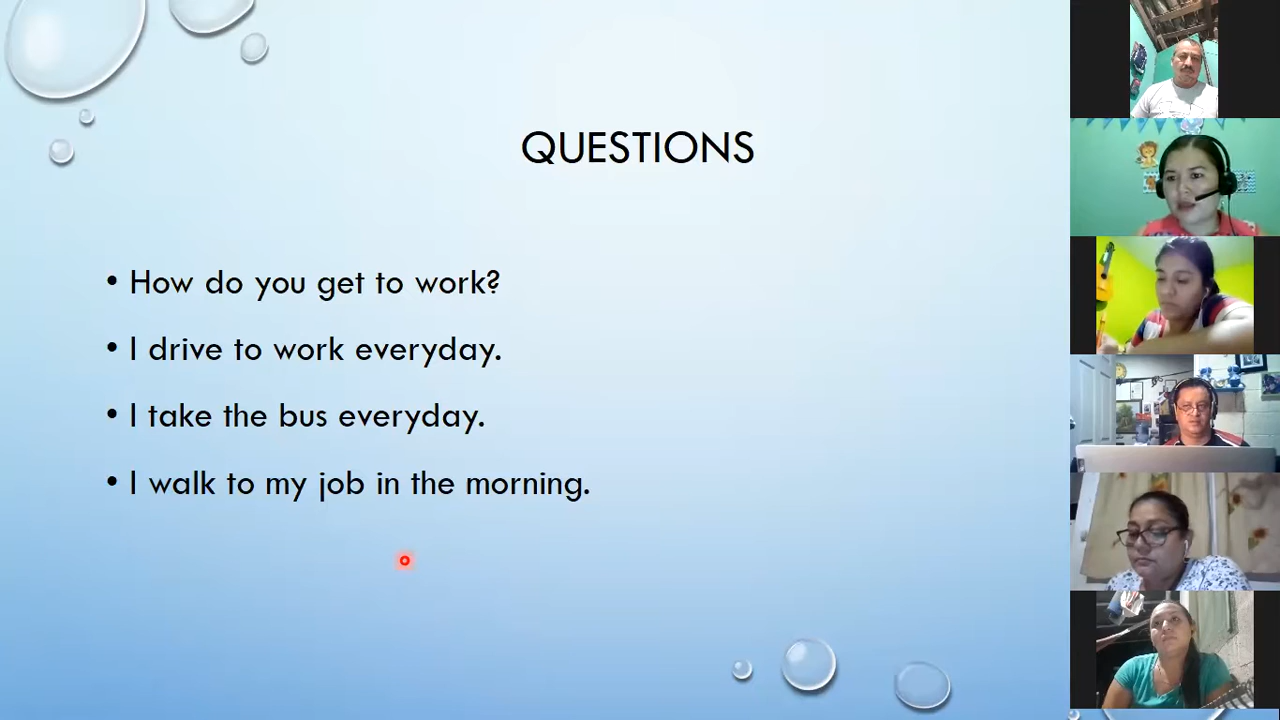 QUESTIONS
• How do you get to work?
• I drive to work everyday.
• I take the bus everyday.
• I walk to my job in the morning.